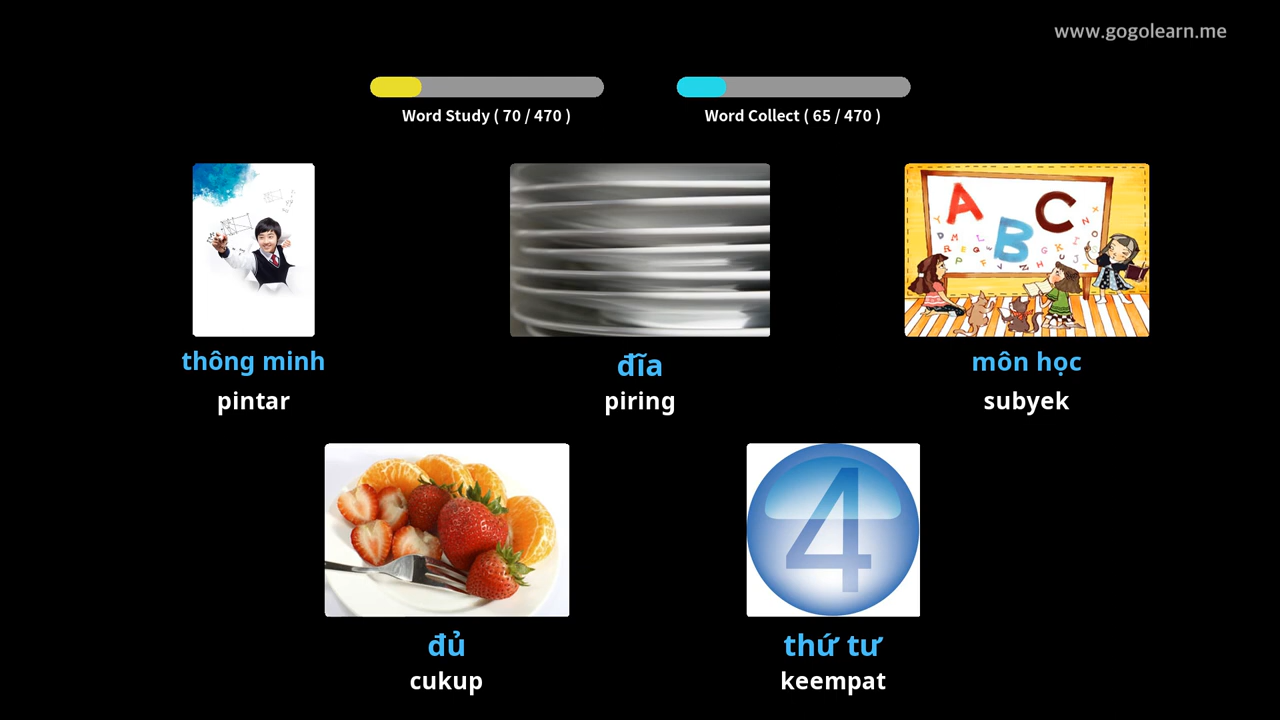 www.gogolearn.me
Word Study ( 70 / 470 )
Word Collect ( 65 / 470 )
thông minh
pintar
đĩa
piring
A B C
môn học
subyek
đủ
cukup
4
thứ tư
keempat